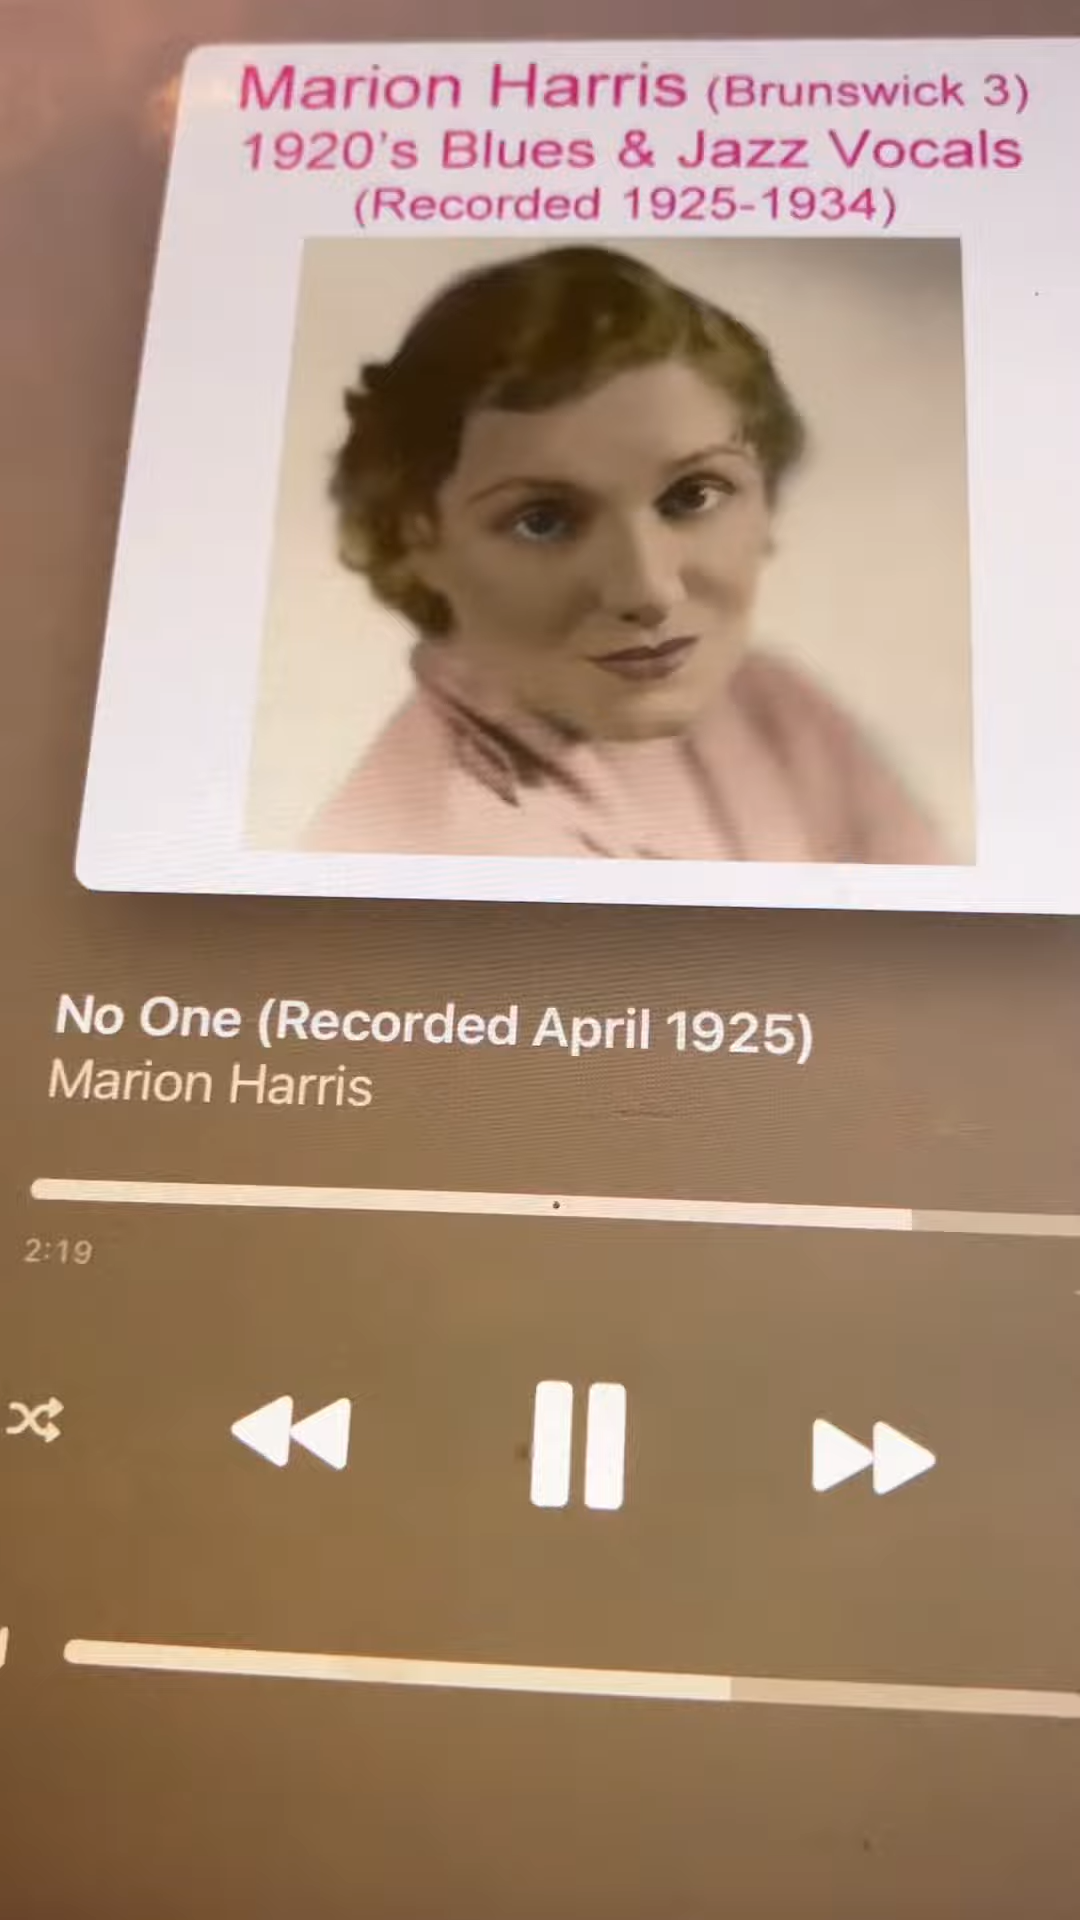 Marion Harris (Brunswick 3)
1920's Blues & Jazz Vocals
(Recorded 1925-1934)
No One (Recorded April 1925)
Marion Harris
2:19